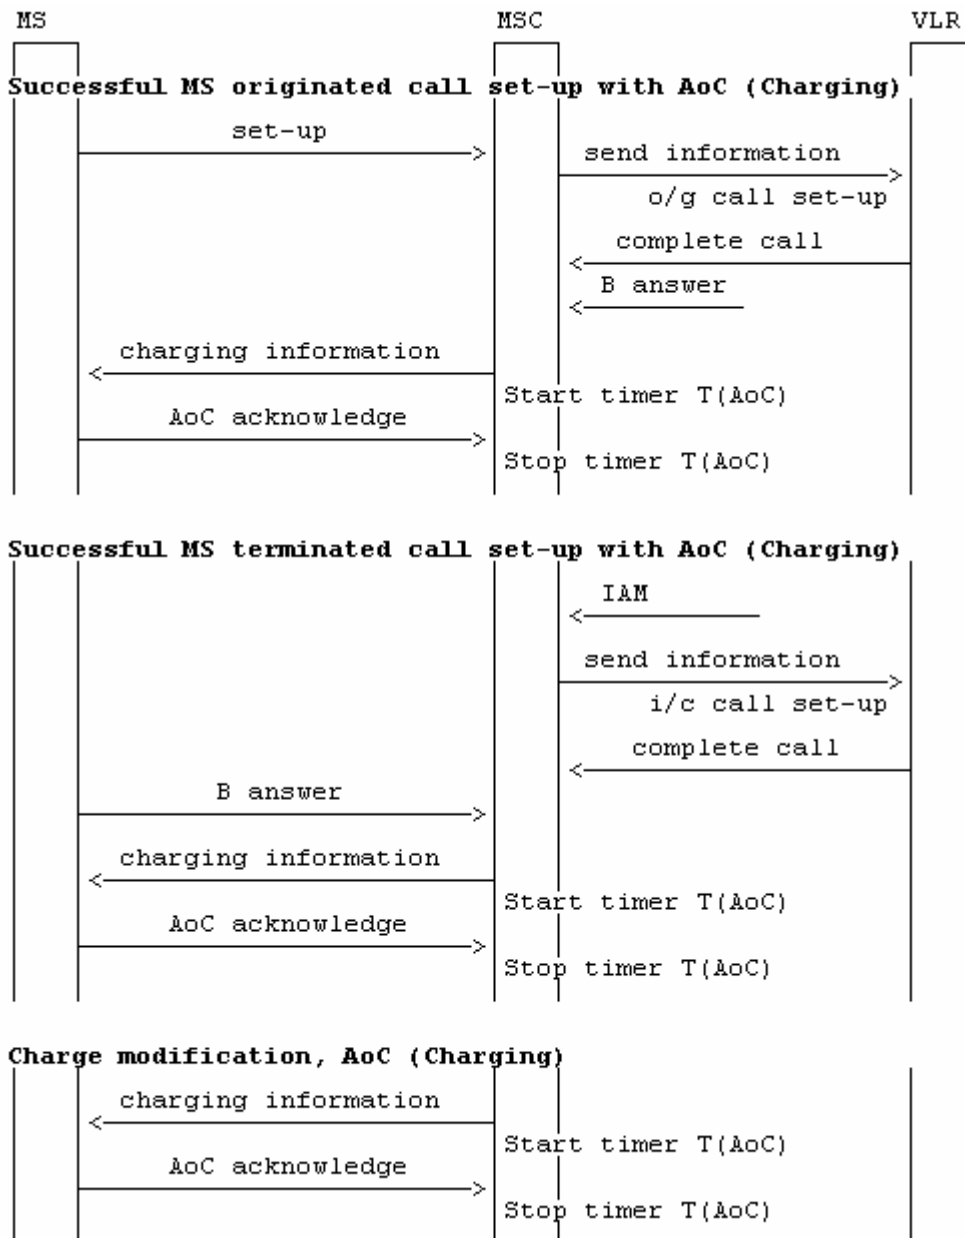 MS MSC VLR
Successful MS originated call set-up with AoC (Charging)
set-up
send information
o/g call set-up
complete call
B answer
charging information
Start timer T(AoC)
AoC acknowledge
Stop timer T(AoC)
Successful MS terminated call set-up with AoC (Charging)
IAM
send information
i/c call set-up
complete call
B answer
charging information
Start timer T(AoC)
AoC acknowledge
Stop timer T(AoC)
Charge modification, AoC (Charging)
charging information
Start timer T(AoC)
AoC acknowledge
Stop timer T(AoC)